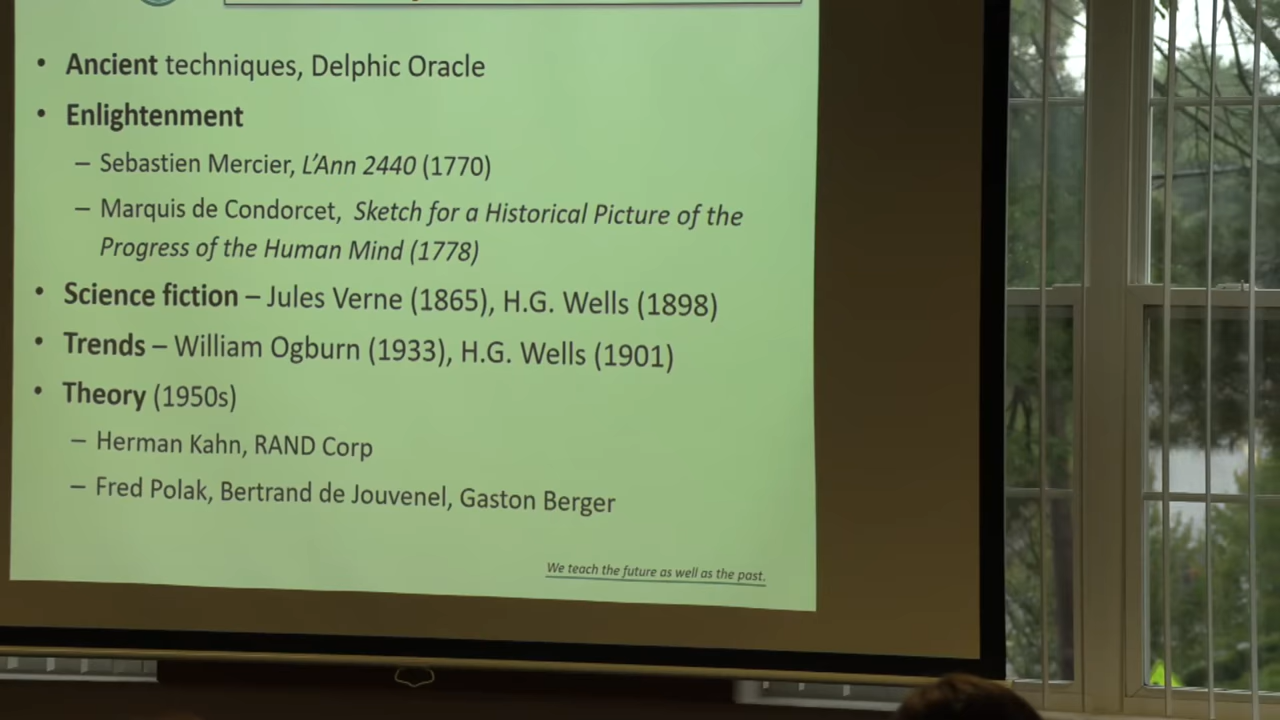 • Ancient techniques, Delphic Oracle
• Enlightenment
– Sebastien Mercier, L'Ann 2440 (1770)
– Marquis de Condorcet, Sketch for a Historical Picture of the
Progress of the Human Mind (1778)
• Science fiction – Jules Verne (1865), H.G. Wells (1898)
• Trends – William Ogburn (1933), H.G. Wells (1901)
• Theory (1950s)
– Herman Kahn, RAND Corp
– Fred Polak, Bertrand de Jouvenel, Gaston Berger
We teach the future as well as the past.